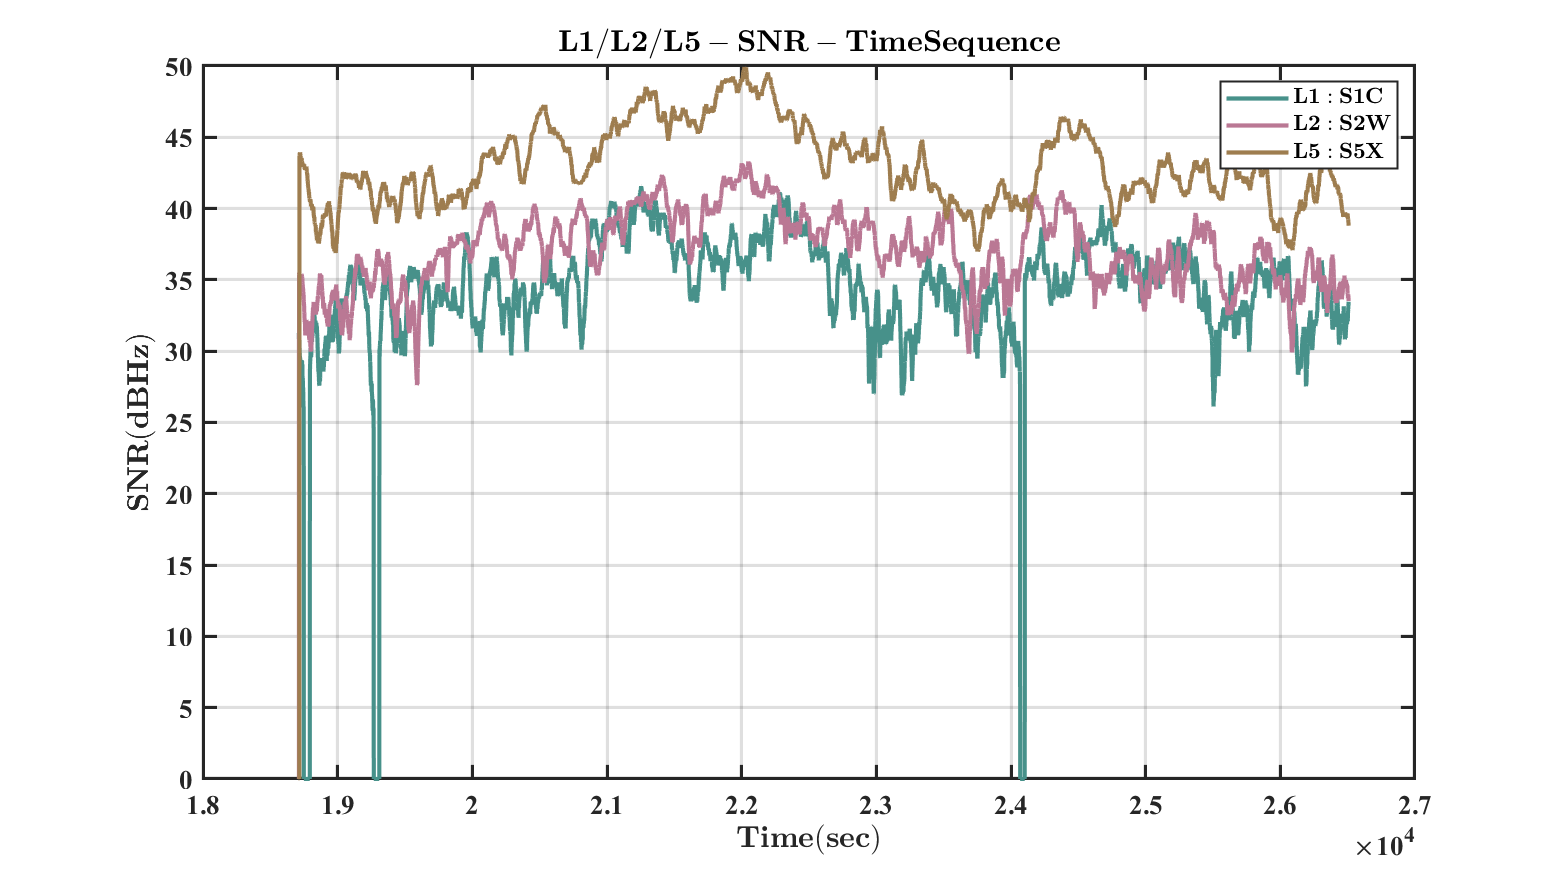 L1/L2/L5 − SNR − TimeSequence
L1 : S1C
L2 : S2W
L5 : S5X
SNR(dBHz)
50
45
40
35
30
25
20
15
10
5
0
1.8 1.9 2 2.1 2.2 2.3 2.4 2.5 2.6 2.7
Time(sec)
×10⁴